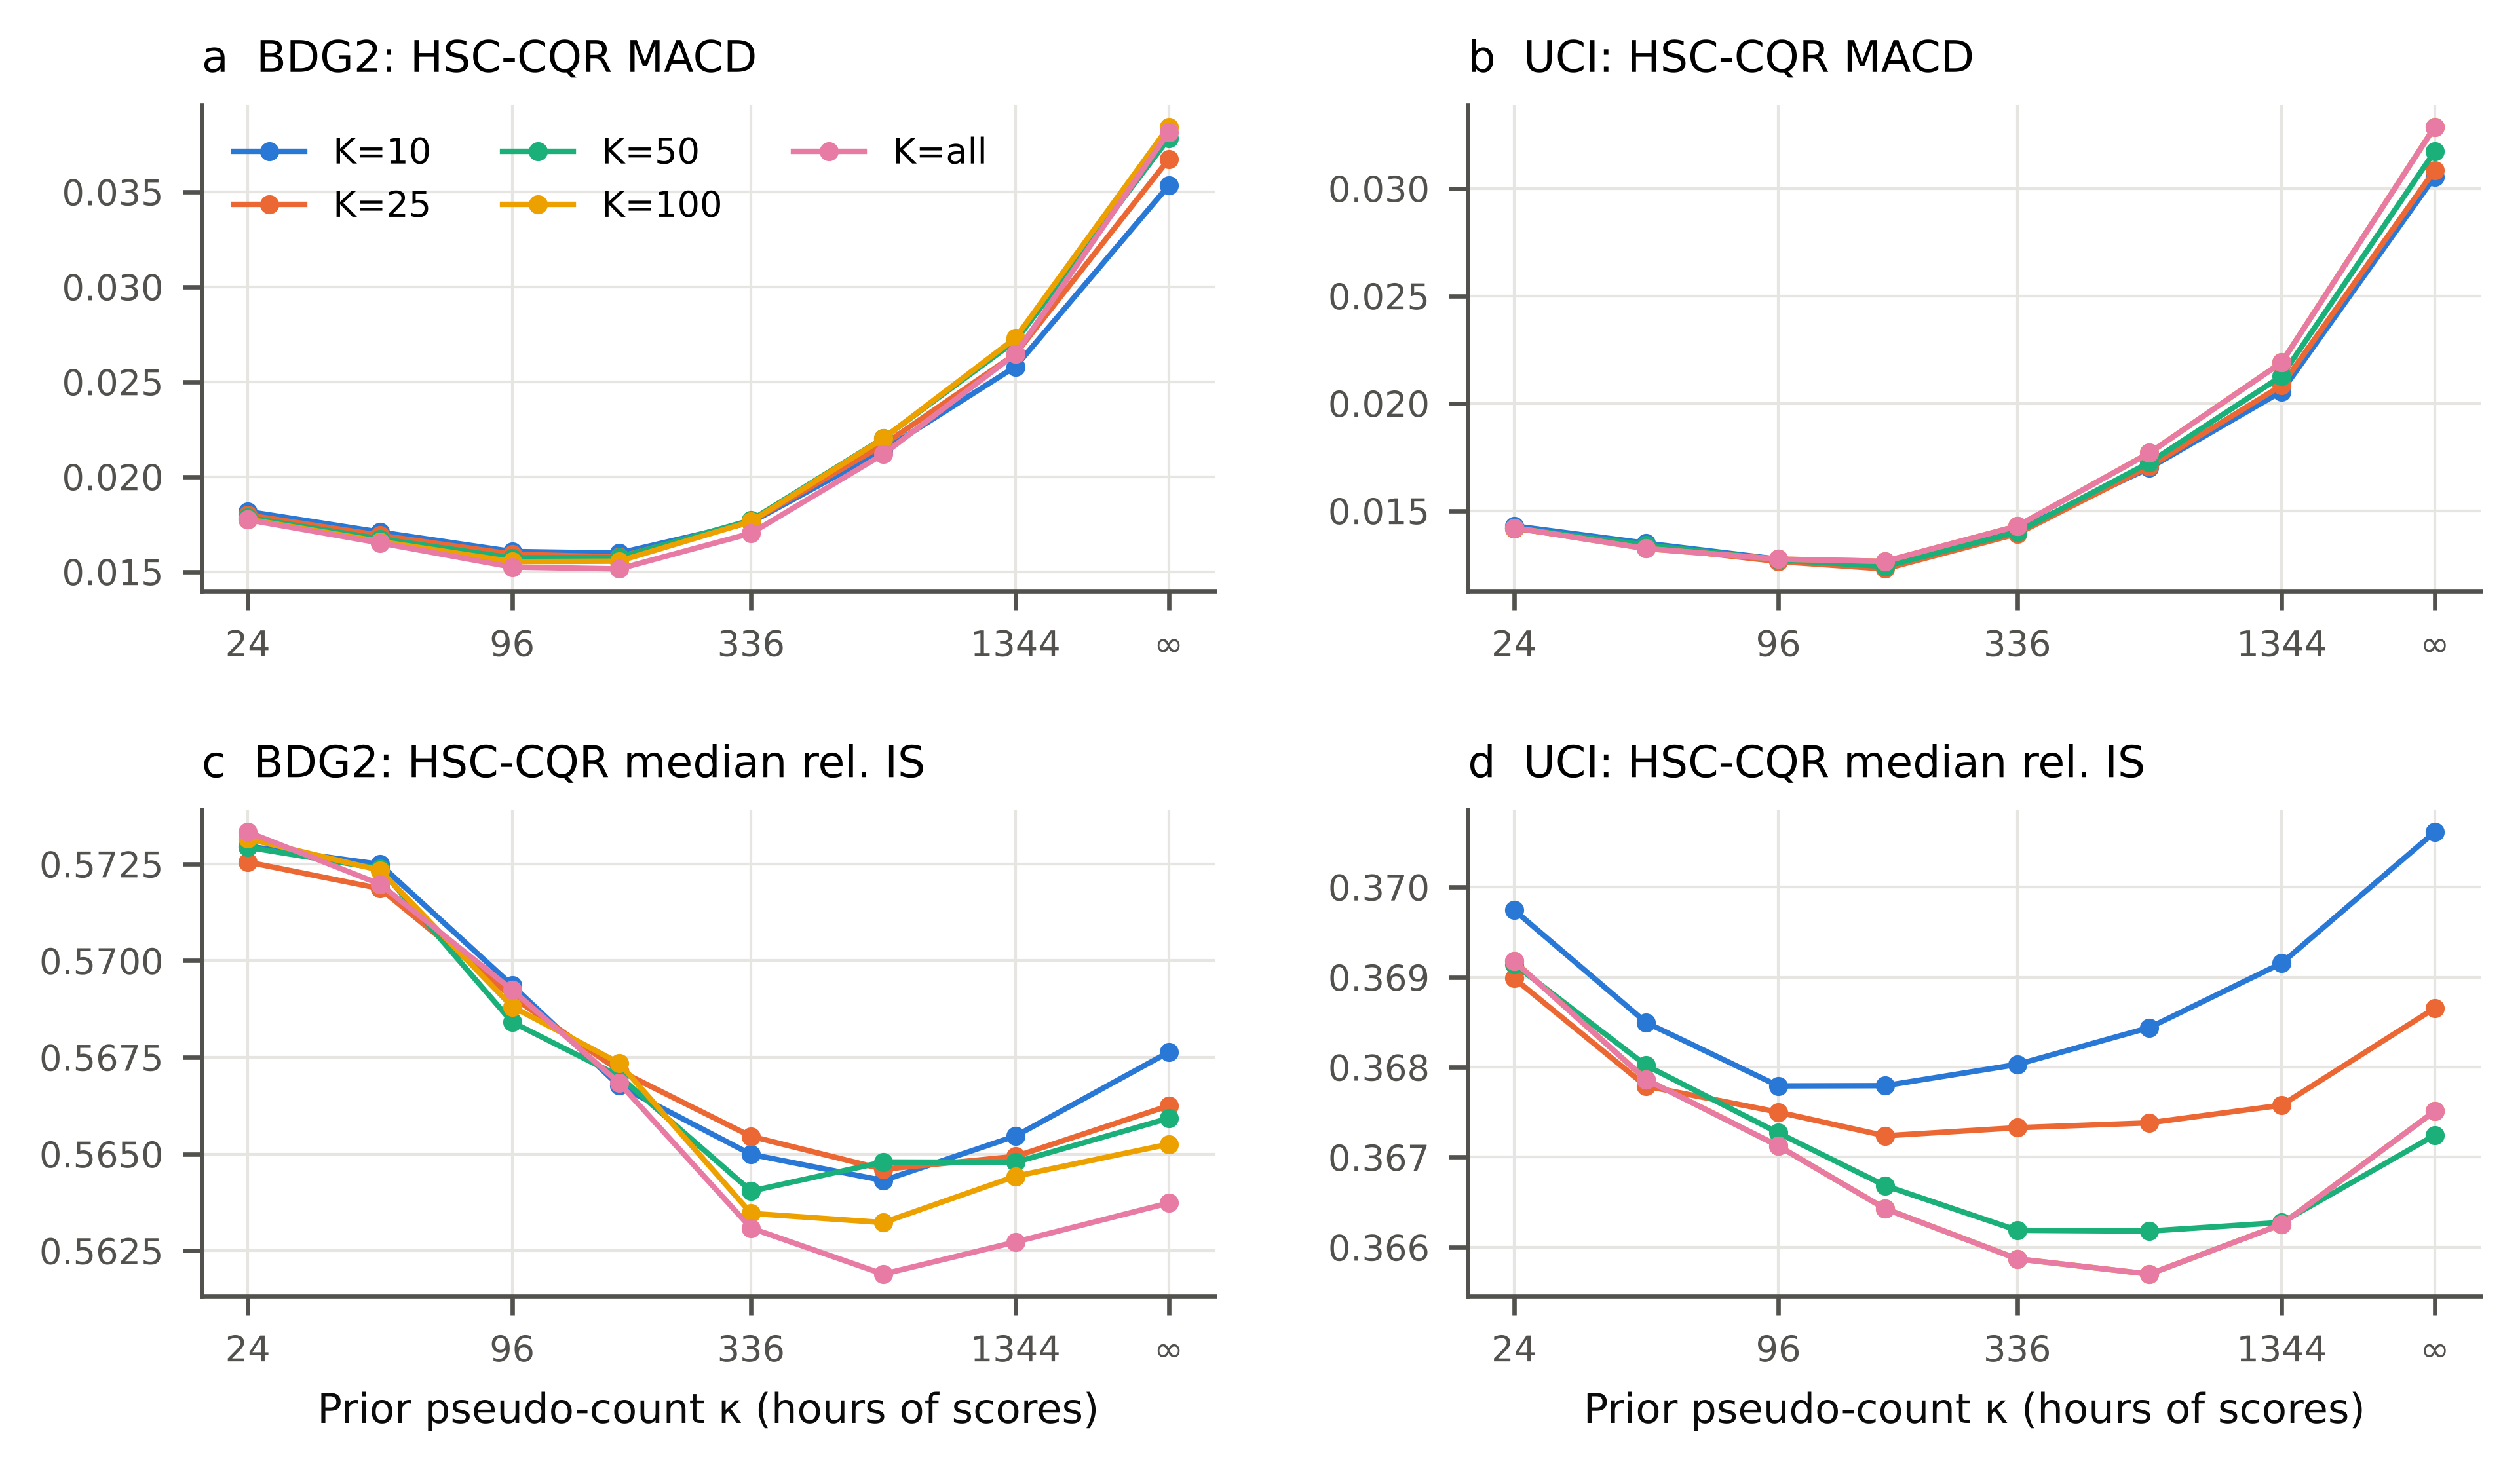 a BDG2: HSC-CQR MACD
K=10 K=50 K=all
K=25 K=100
0.035
0.030
0.025
0.020
0.015
24 96 336 1344 ∞
b UCI: HSC-CQR MACD
0.030
0.025
0.020
0.015
24 96 336 1344 ∞
c BDG2: HSC-CQR median rel. IS
0.5725
0.5700
0.5675
0.5650
0.5625
24 96 336 1344 ∞
Prior pseudo-count κ (hours of scores)
d UCI: HSC-CQR median rel. IS
0.370
0.369
0.368
0.367
0.366
24 96 336 1344 ∞
Prior pseudo-count κ (hours of scores)